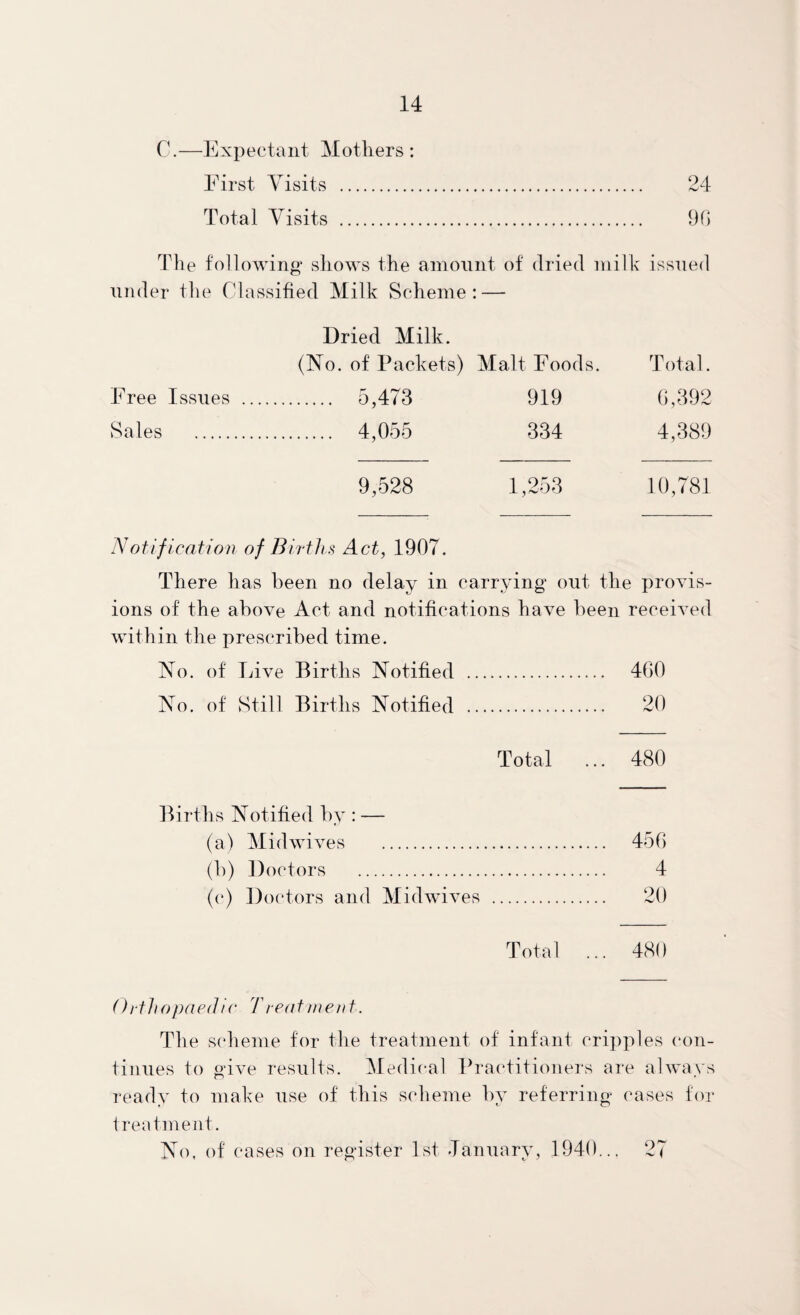 14
C.—Expectant Mothers:
First Visits ........................................ 24
Total Visits ........................................ 96
The following shows the amount of dried milk issued
under the Classified Milk Scheme:—
Dried Milk.
(No. of Packets) Malt Foods. Total.
Free Issues ............ 5,473 919 6,392
Sales .................... 4,055 334 4,389
9,528 1,253 10,781
Notification of Births Act, 1907.
There has been no delay in carrying out the provis-
ions of the above Act and notifications have been received
within the prescribed time.
No. of Live Births Notified .................. 460
No. of Still Births Notified .................. 20
Total ... 480
Births Notified by:—
(a) Midwives .............................. 456
(b) Doctors .................................. 4
(c) Doctors and Midwives ............... 20
Total ... 480
Orthopaedic Treatment.
The scheme for the treatment of infant cripples con-
tinues to give results. Medical Practitioners are always
ready to make use of this scheme by referring cases for
treatment.
No. of cases on register 1st January, 1940... 27